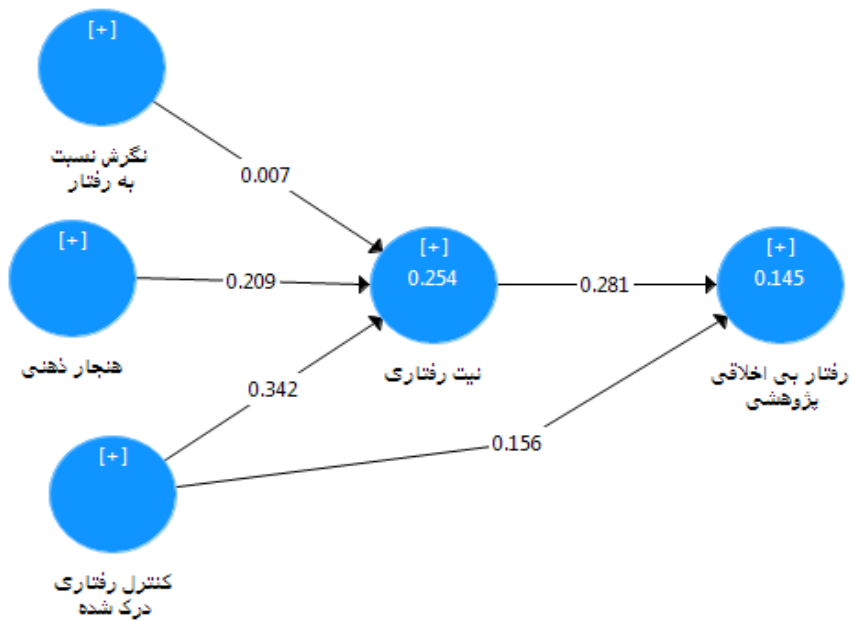 [+]
نگرش نسبت
به رفتار
0.007
[+]
هنجار ذهنی
0.209
[+]
0.254
نیت رفتاری
0.281
[+]
0.145
رفتار بی اخلاقی
پژوهشی
0.342
0.156
[+]
کنترل رفتاری
درک شده